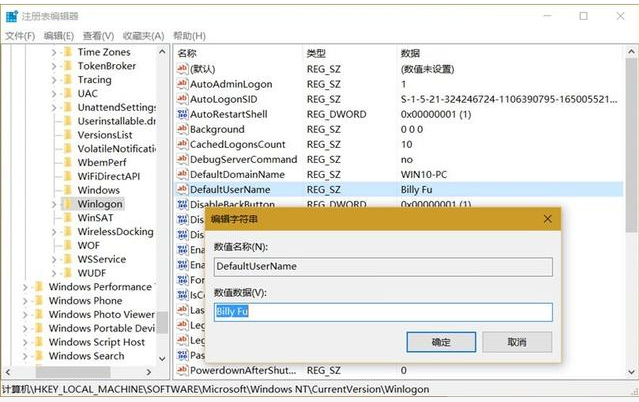 注册表编辑器
文件(F) 编辑(E) 查看(V) 收藏夹(A) 帮助(H)
Time Zones
TokenBroker
Tracing
UAC
UnattendSettings
Userinstallable.dr
VersionsList
VolatileNotificatio
WbemPerf
WiFiDirectAPI
Windows
Winlogon
WinSAT
WirelessDocking
WOF
WSService
WUDF
Windows Performance
Windows Phone
Windows Photo Viewer
Windows Portable Devi
Windows Script Host
Windows Search
名称 类型 数据
(默认) REG_SZ (数值未设置)
AutoAdminLogon REG_SZ 1
AutoLogonSID REG_SZ S-1-5-21-324246724-1106390795-165005521...
AutoRestartShell REG_DWORD 0x00000001 (1)
Background REG_SZ 0 0 0
CachedLogonsCount REG_SZ 10
DebugServerCommand REG_SZ no
DefaultDomainName REG_SZ WIN10-PC
DefaultUserName REG_SZ Billy Fu
DisableBackButton REG_DWORD 0x00000001 (1)
Dis
Dis
Ena
Ena
For
IsCo
Las
Leg
Leg
Pas
PowerdownAfterShut... REG_SZ 0
编辑字符串
数值名称(N):
DefaultUserName
数值数据(V):
Billy Fu
确定 取消
计算机\HKEY_LOCAL_MACHINE\SOFTWARE\Microsoft\Windows NT\CurrentVersion\Winlogon